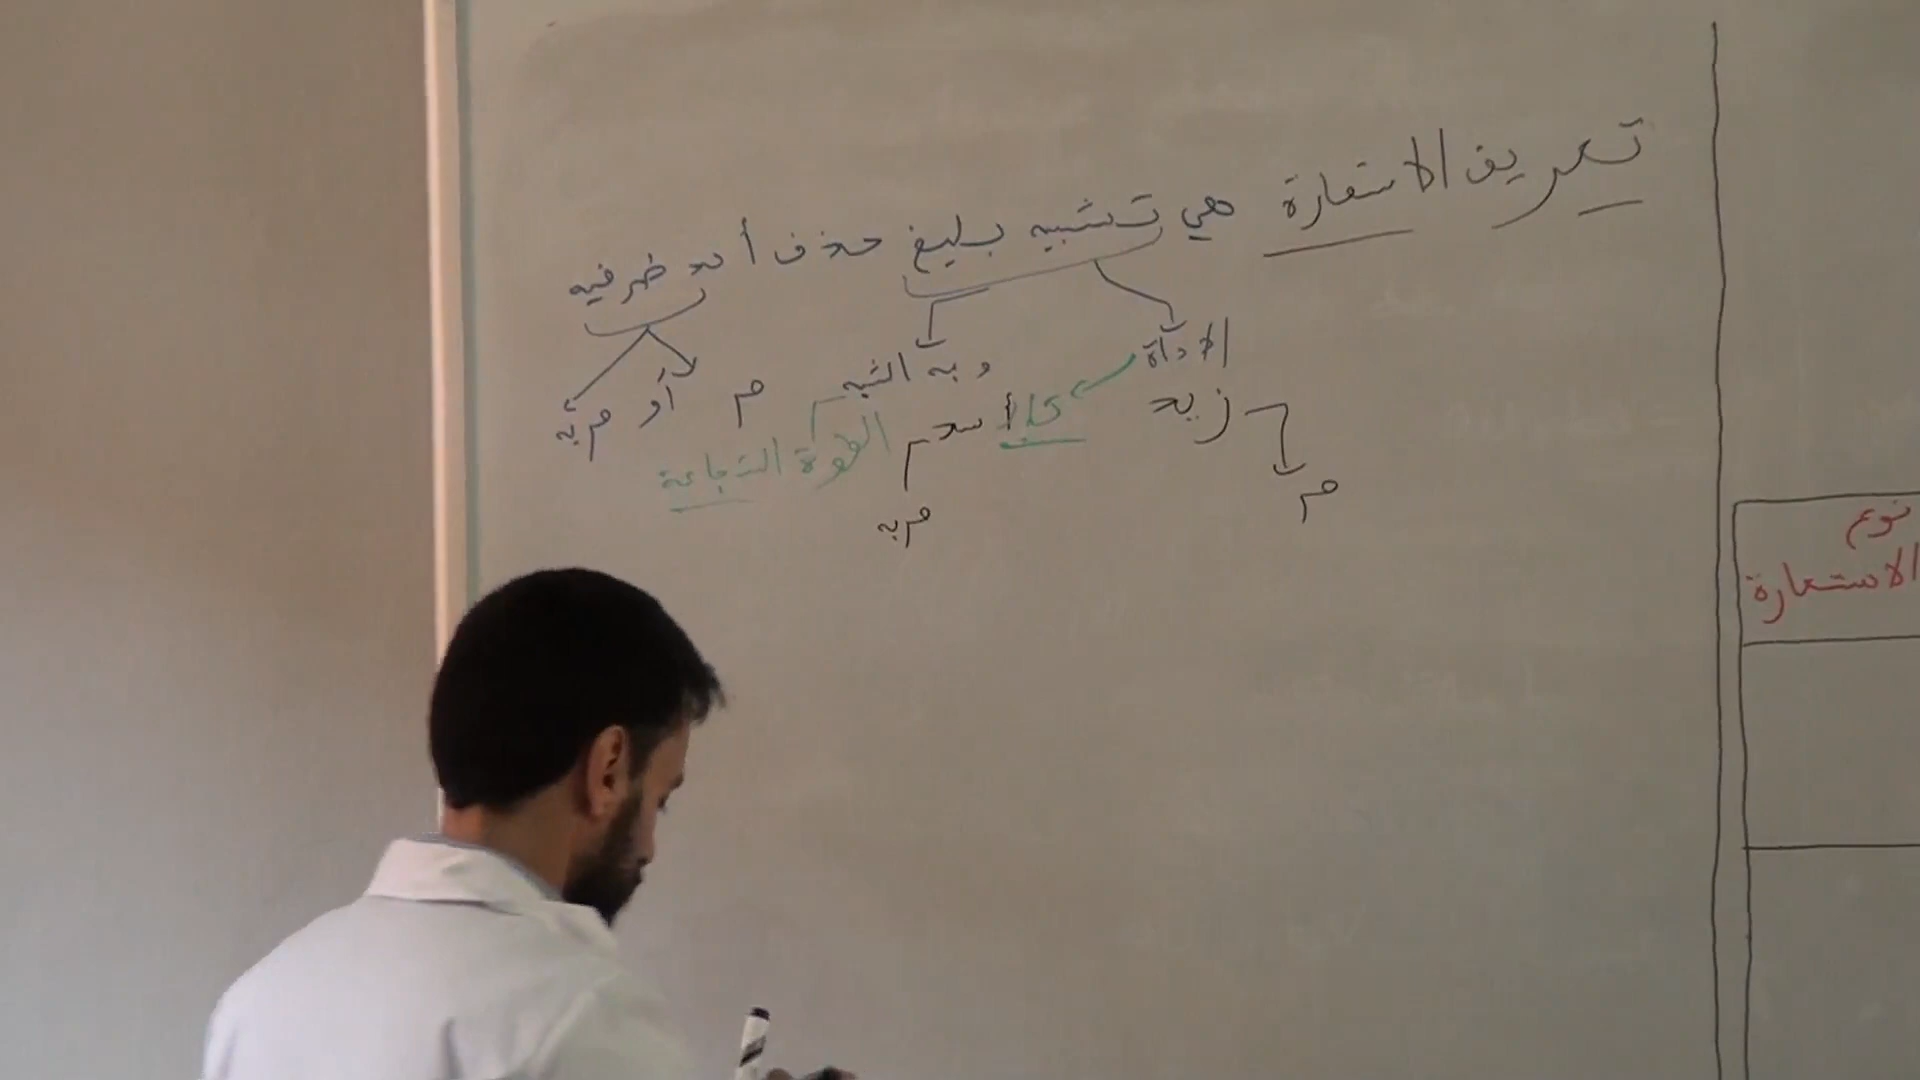 تعريف الاستعارة هي تشبيه بليغ حذف أحد طرفيه
الأداة
وجه الشبه
م أو م به
زيد كالأسد القوة الشجاعة
م
م به
نوع
الاستعارة